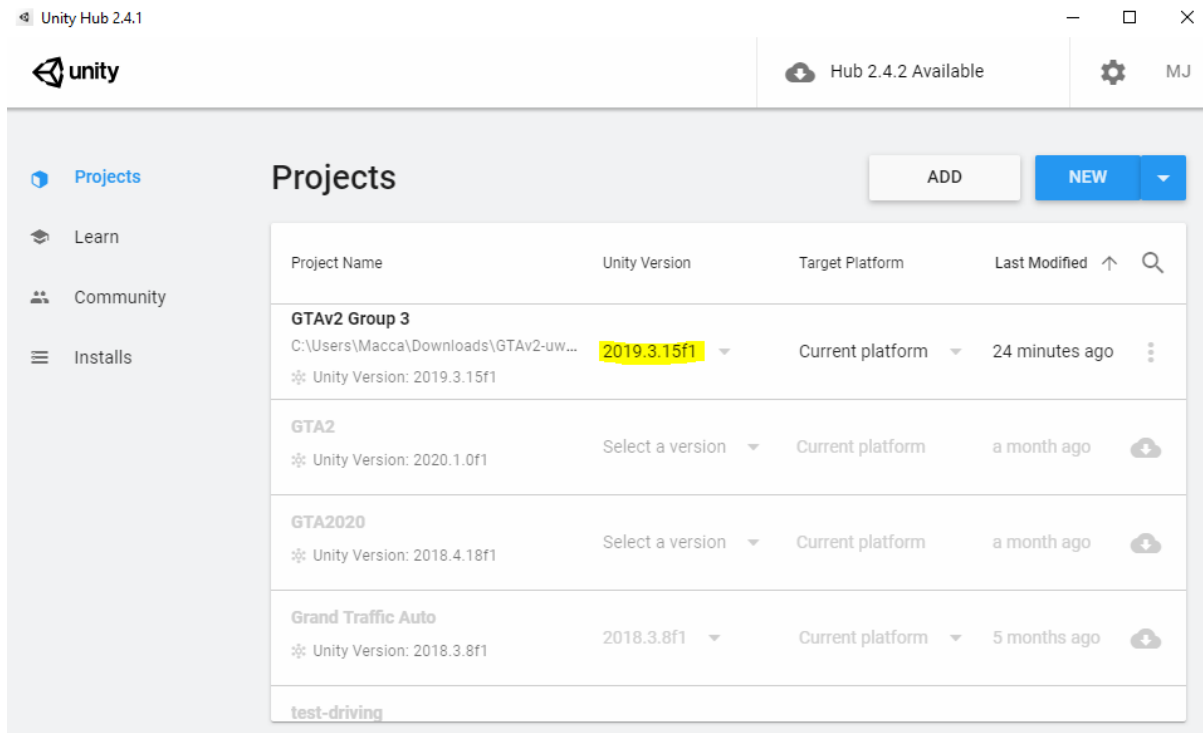 Unity Hub 2.4.1
unity
Hub 2.4.2 Available
MJ
Projects
Learn
Community
Installs
Projects
ADD
NEW
Project Name Unity Version Target Platform Last Modified
GTAv2 Group 3
C:\Users\Macca\Downloads\GTAv2-uw...
2019.3.15f1 Current platform 24 minutes ago
Unity Version: 2019.3.15f1
GTA2
Select a version Current platform a month ago
Unity Version: 2020.1.0f1
GTA2020
Select a version Current platform a month ago
Unity Version: 2018.4.18f1
Grand Traffic Auto
2018.3.8f1 Current platform 5 months ago
Unity Version: 2018.3.8f1
test-driving